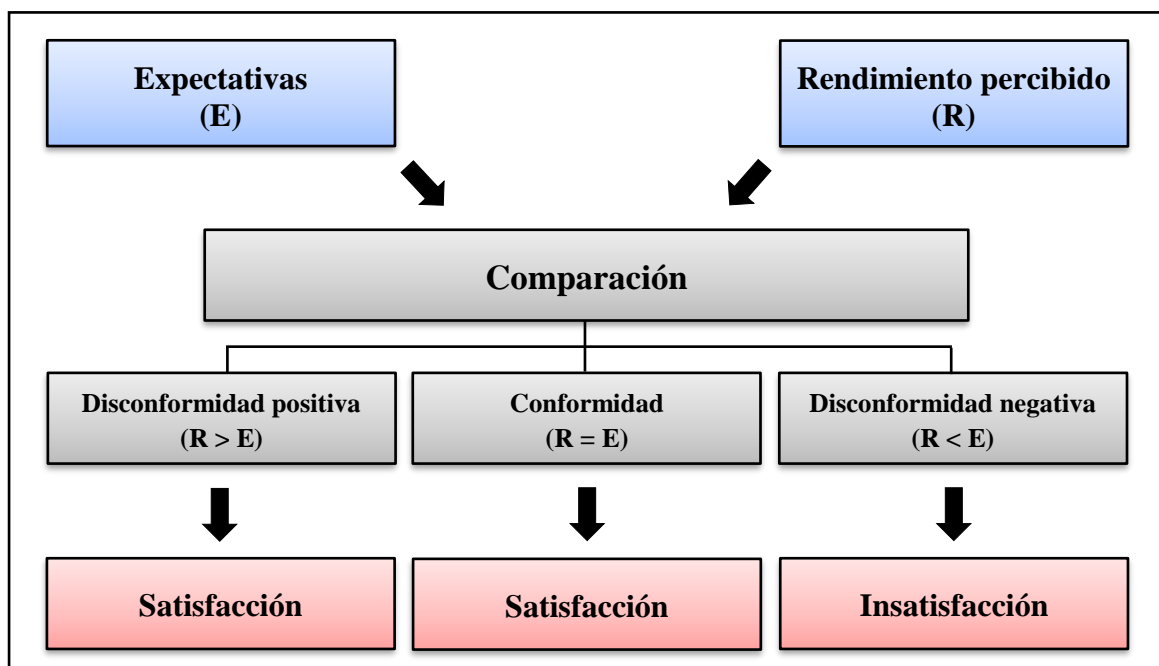 Expectativas
(E)
Rendimiento percibido
(R)
Comparación
Disconformidad positiva
(R > E)
Conformidad
(R = E)
Disconformidad negativa
(R < E)
Satisfacción
Satisfacción
Insatisfacción